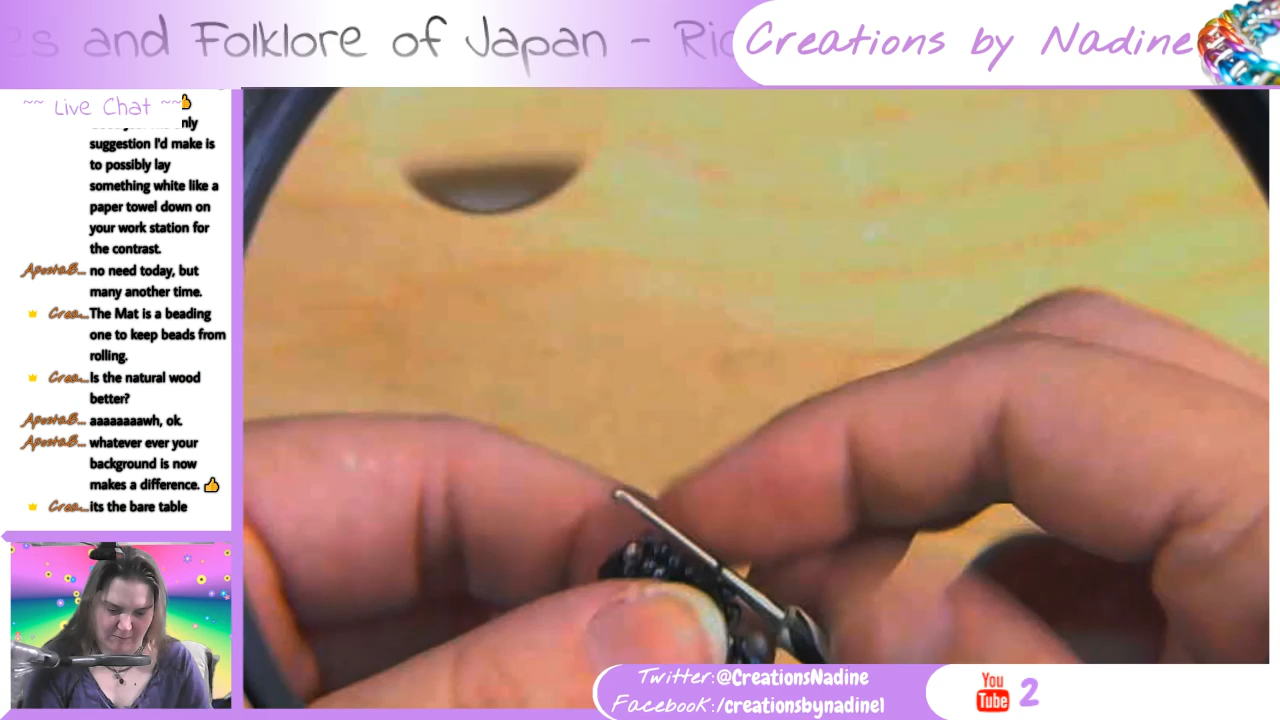 and Folklore of Japan -
Creations by Nadine
~~ Live Chat ~~
suggestion I'd make is
to possibly lay
something white like a
paper towel down on
your work station for
the contrast.
no need today, but
many another time.
Crea... The Mat is a beading
one to keep beads from
rolling.
Crea... Is the natural wood
better?
aaaaaaaawh, ok.
whatever ever your
background is now
makes a difference. 👍
Crea... its the bare table
Twitter:@CreationsNadine
Facebook:/creationsbynadine1
You
Tube 2